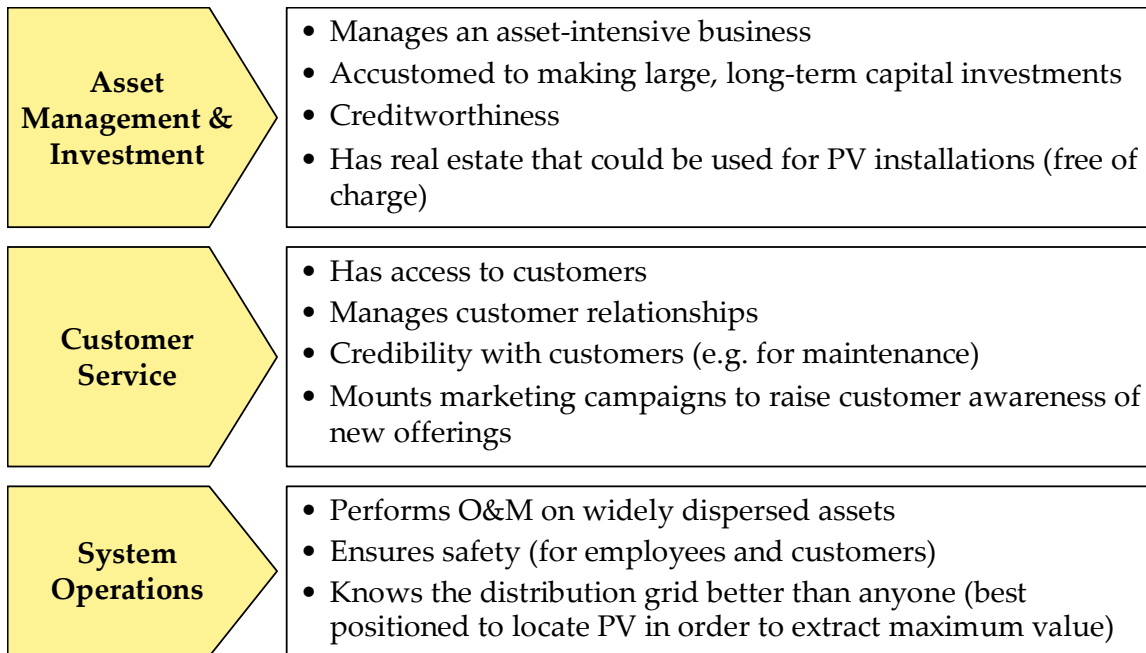 Asset
Management &
Investment
• Manages an asset-intensive business
• Accustomed to making large, long-term capital investments
• Creditworthiness
• Has real estate that could be used for PV installations (free of
charge)
Customer
Service
• Has access to customers
• Manages customer relationships
• Credibility with customers (e.g. for maintenance)
• Mounts marketing campaigns to raise customer awareness of
new offerings
System
Operations
• Performs O&M on widely dispersed assets
• Ensures safety (for employees and customers)
• Knows the distribution grid better than anyone (best
positioned to locate PV in order to extract maximum value)